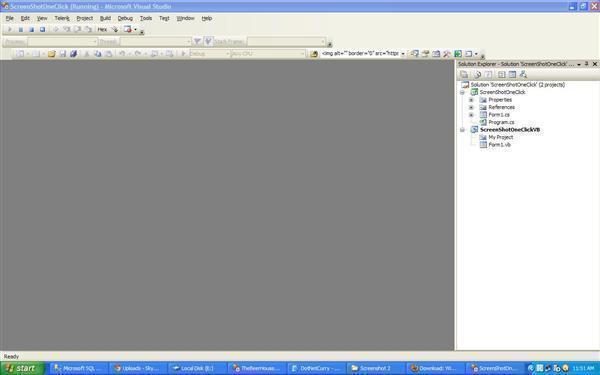 ScreenShotOneClick (Running) - Microsoft Visual Studio
File Edit View Telerik Project Build Debug Tools Test Window Help
Hex
Process: Thread: Stack Frame:
Debug Any CPU <img alt="" border="0" src="https
Solution Explorer - Solution 'ScreenShotOneClick' ...
Solution 'ScreenShotOneClick' (2 projects)
ScreenShotOneClick
Properties
References
Form1.cs
Program.cs
ScreenShotOneClickVB
My Project
Form1.vb
Ready
start Microsoft SQL ... Uploads - Sky... Local Disk (E:) TheBeerHouse... DotNetCurry - ... Screenshot 2 Download: Wi... ScreenShotOn... 11:51 AM